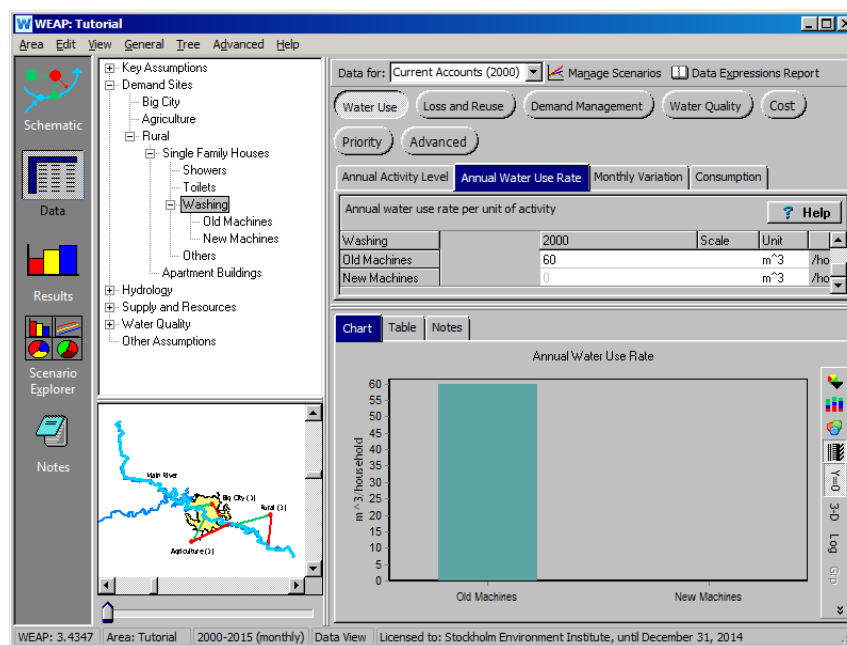 WEAP: Tutorial
Area Edit View General Tree Advanced Help
Schematic
Data
Results
Scenario
Explorer
Notes
Key Assumptions
Demand Sites
Big City
Agriculture
Rural
Single Family Houses
Showers
Toilets
Washing
Old Machines
New Machines
Others
Apartment Buildings
Hydrology
Supply and Resources
Water Quality
Other Assumptions
Main River
Big City (1)
Rural (3)
Agriculture (3)
Data for: Current Accounts (2000) Manage Scenarios Data Expressions Report
Water Use Loss and Reuse Demand Management Water Quality Cost
Priority Advanced
Annual Activity Level Annual Water Use Rate Monthly Variation Consumption
Annual water use rate per unit of activity ? Help
Washing 2000 Scale Unit
Old Machines 60 m^3 /ho
New Machines 0 m^3 /ho
Chart Table Notes
Annual Water Use Rate
m^3/household
60
55
50
45
40
35
30
25
20
15
10
5
0
Old Machines New Machines
Y=0
3-D
Log
Grp
WEAP: 3.4347 Area: Tutorial 2000-2015 (monthly) Data View Licensed to: Stockholm Environment Institute, until December 31, 2014